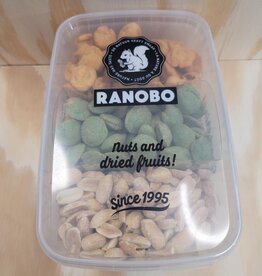 RANOBO
Nuts and
dried fruits!
Since 1995